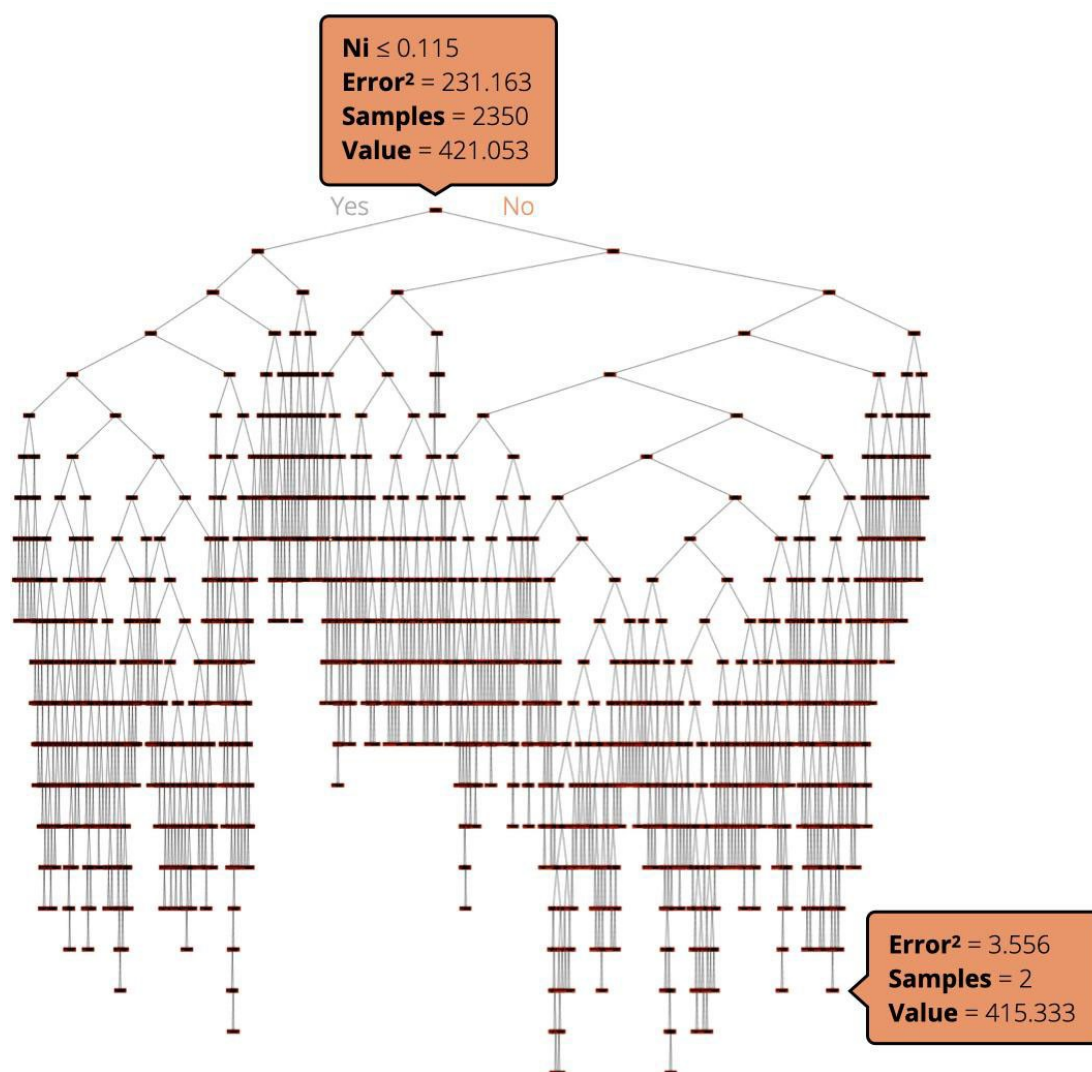 Ni ≤ 0.115
Error² = 231.163
Samples = 2350
Value = 421.053
Yes No
Error² = 3.556
Samples = 2
Value = 415.333